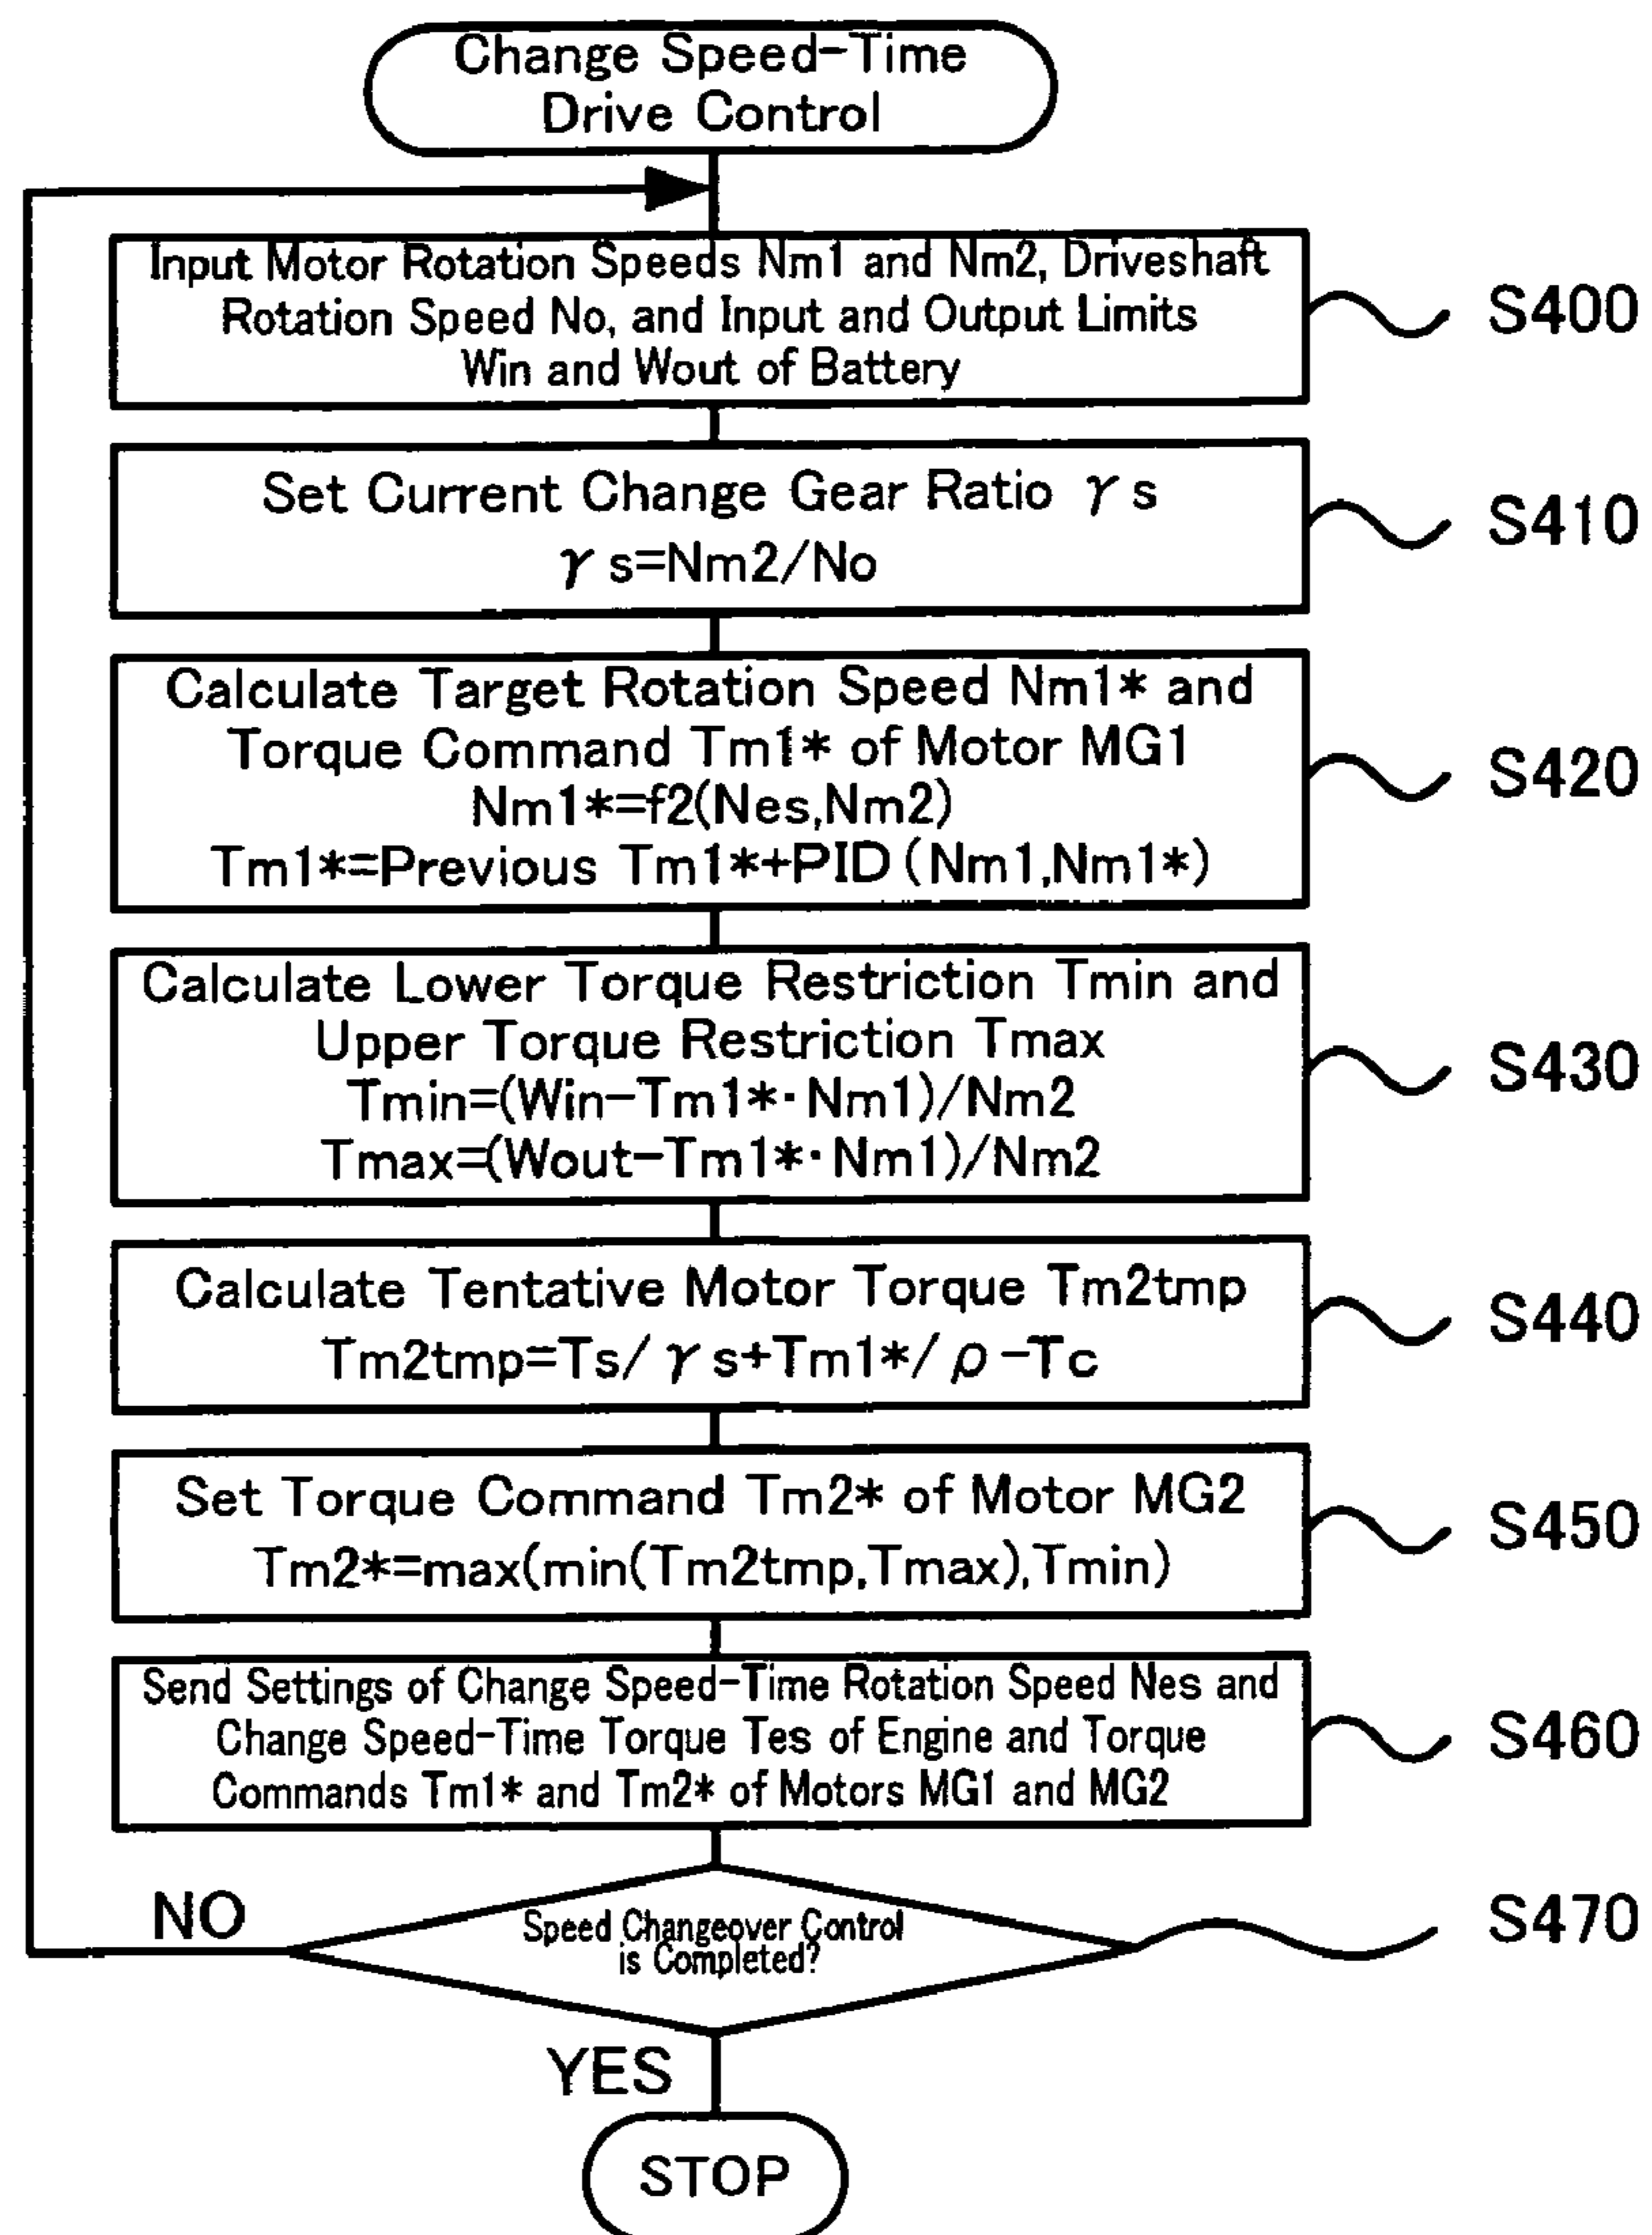 Change Speed-Time
Drive Control
Input Motor Rotation Speeds Nm1 and Nm2, Driveshaft
Rotation Speed No, and Input and Output Limits
Win and Wout of Battery
S400
Set Current Change Gear Ratio γs
γs=Nm2/No
S410
Calculate Target Rotation Speed Nm1* and
Torque Command Tm1* of Motor MG1
Nm1*=f2(Nes,Nm2)
Tm1*=Previous Tm1*+PID(Nm1,Nm1*)
S420
Calculate Lower Torque Restriction Tmin and
Upper Torque Restriction Tmax
Tmin=(Win-Tm1*·Nm1)/Nm2
Tmax=(Wout-Tm1*·Nm1)/Nm2
S430
Calculate Tentative Motor Torque Tm2tmp
Tm2tmp=Ts/γs+Tm1*/ρ-Tc
S440
Set Torque Command Tm2* of Motor MG2
Tm2*=max(min(Tm2tmp,Tmax),Tmin)
S450
Send Settings of Change Speed-Time Rotation Speed Nes and
Change Speed-Time Torque Tes of Engine and Torque
Commands Tm1* and Tm2* of Motors MG1 and MG2
S460
NO
Speed Changeover Control
is Completed?
S470
YES
STOP